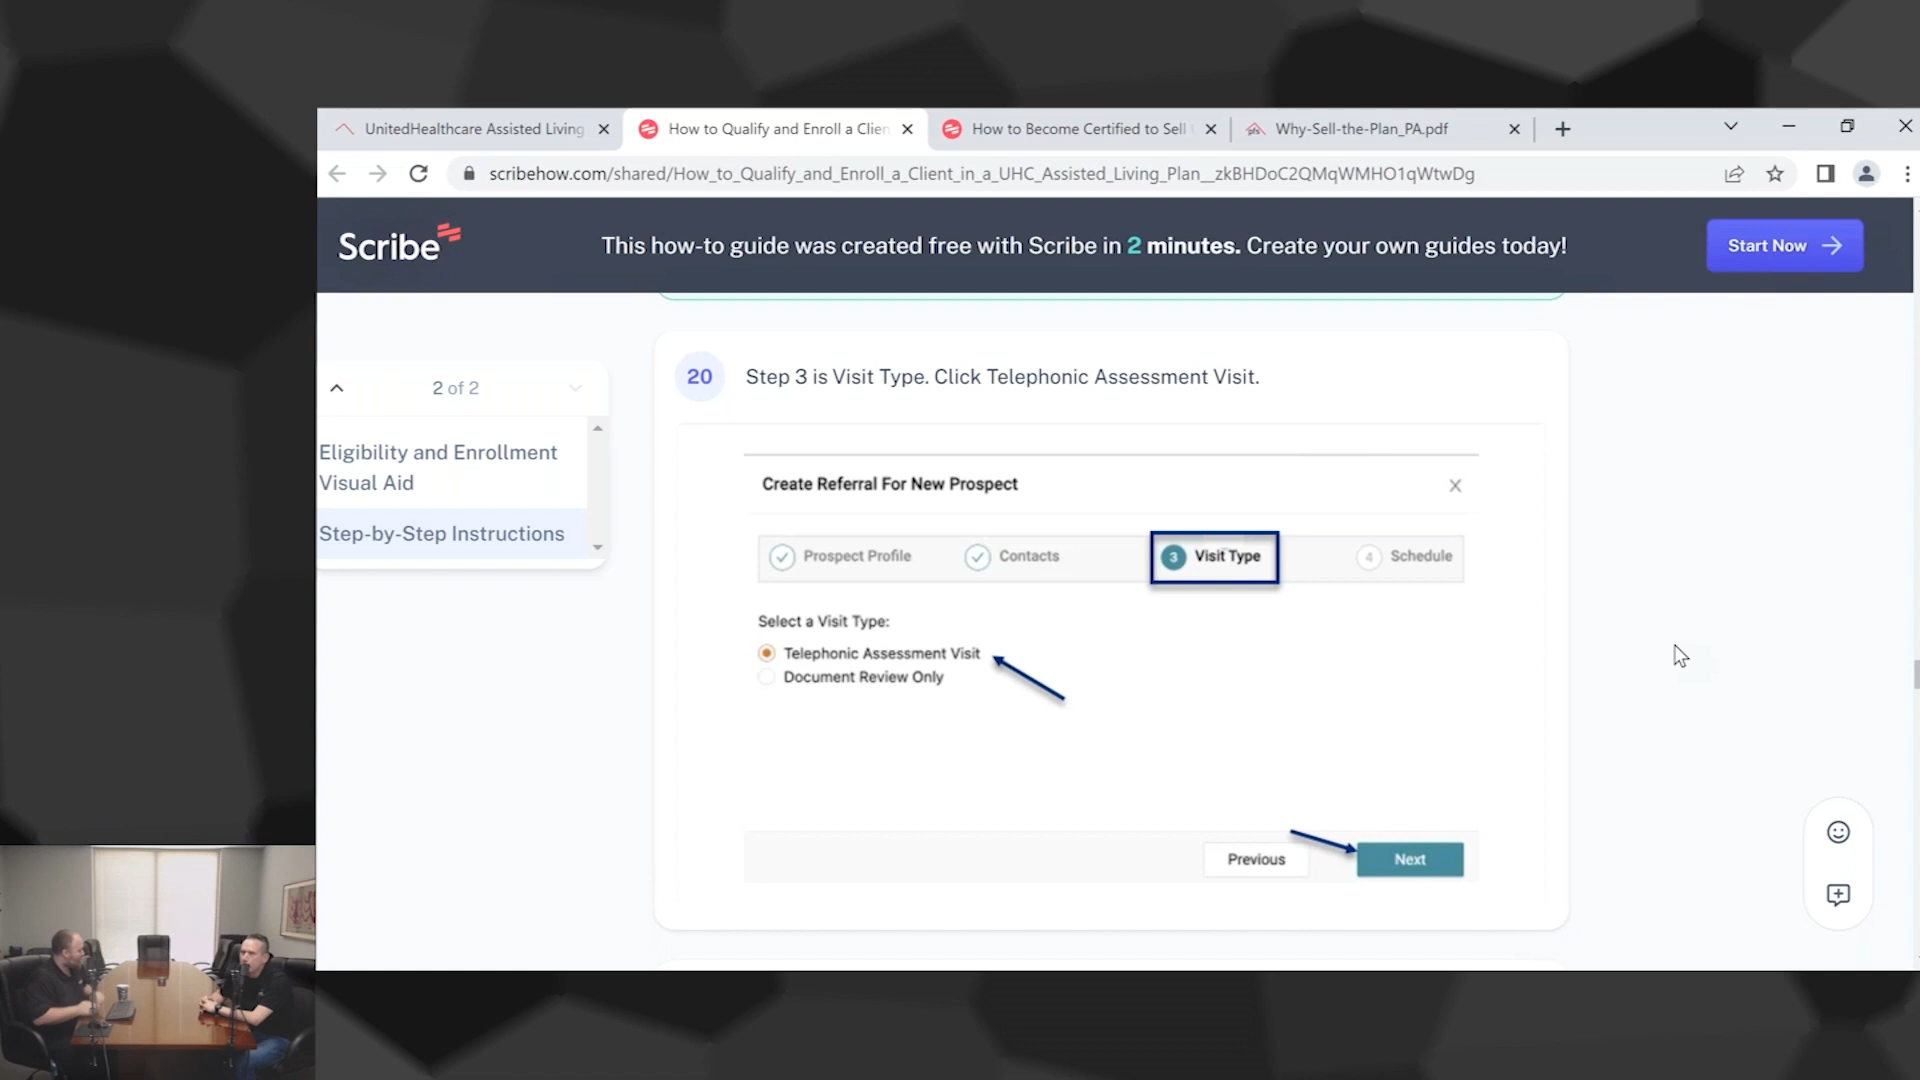 UnitedHealthcare Assisted Living
How to Qualify and Enroll a Clien
How to Become Certified to Sell
Why-Sell-the-Plan_PA.pdf
scribehow.com/shared/How_to_Qualify_and_Enroll_a_Client_in_a_UHC_Assisted_Living_Plan__zkBHDoC2QMqWMHO1qWtwDg
Scribe
This how-to guide was created free with Scribe in 2 minutes. Create your own guides today!
Start Now
2 of 2
Eligibility and Enrollment
Visual Aid
Step-by-Step Instructions
20
Step 3 is Visit Type. Click Telephonic Assessment Visit.
Create Referral For New Prospect
Prospect Profile
Contacts
3 Visit Type
4 Schedule
Select a Visit Type:
Telephonic Assessment Visit
Document Review Only
Previous
Next